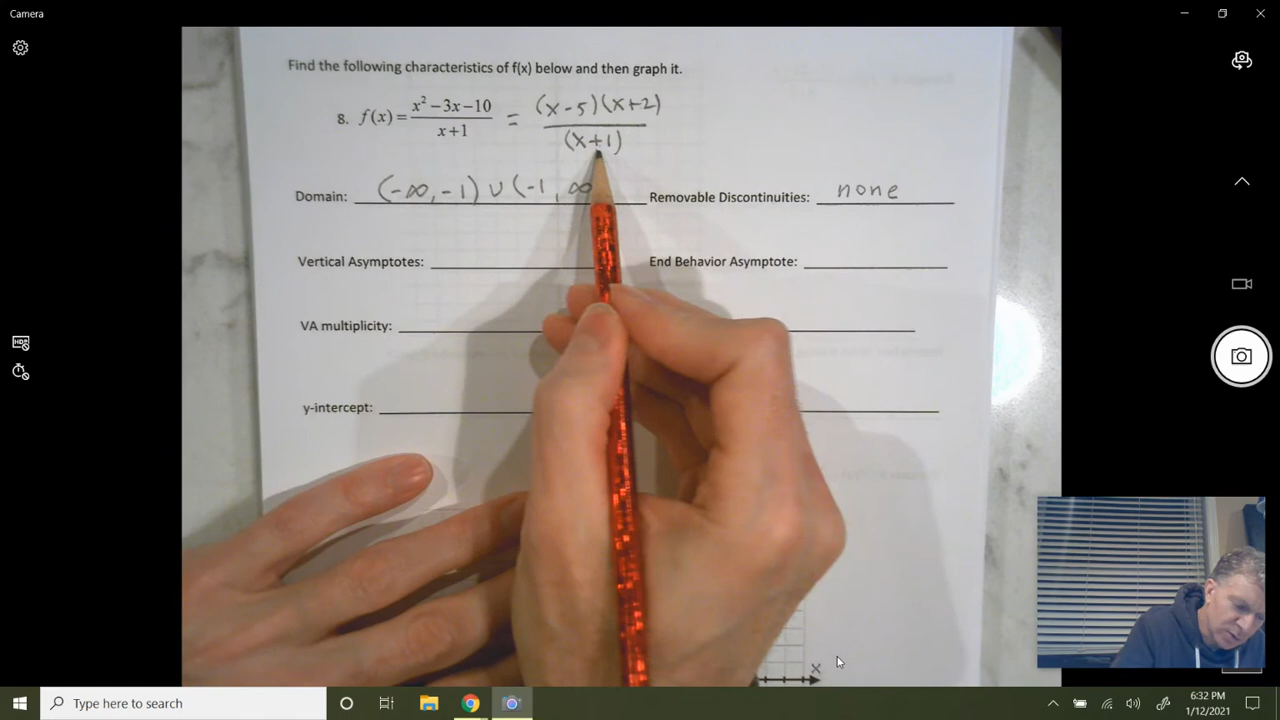 Camera
Find the following characteristics of f(x) below and then graph it.
8. f(x) = (x² − 3x − 10)/(x + 1) = (x-5)(x+2)/(x+1)
Domain: (-∞, -1) ∪ (-1, ∞ Removable Discontinuities: none
Vertical Asymptotes: End Behavior Asymptote:
VA multiplicity:
y-intercept:
x
Type here to search
6:32 PM
1/12/2021